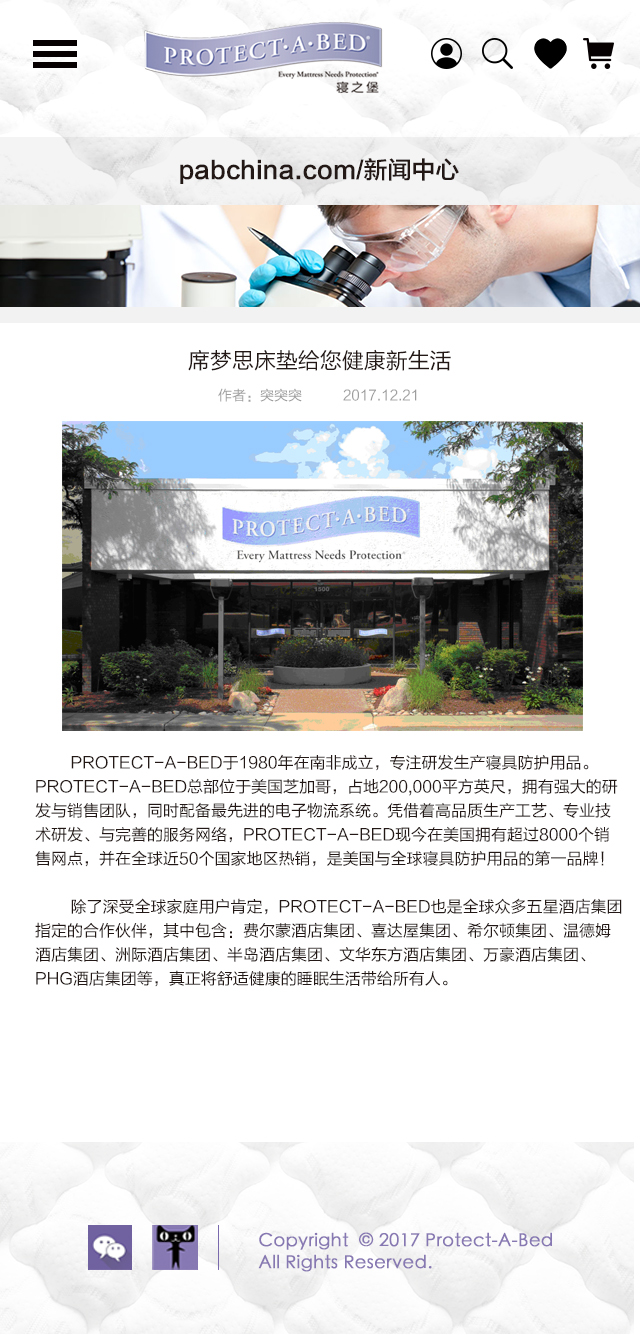 PROTECT·A·BED®
Every Mattress Needs Protection®
寝之堡
pabchina.com/新闻中心
席梦思床垫给您健康新生活
作者：突突突 2017.12.21
PROTECT·A·BED®
Every Mattress Needs Protection
1500
PROTECT-A-BED于1980年在南非成立，专注研发生产寝具防护用品。
PROTECT-A-BED总部位于美国芝加哥，占地200,000平方英尺，拥有强大的研
发与销售团队，同时配备最先进的电子物流系统。凭借着高品质生产工艺、专业技
术研发、与完善的服务网络，PROTECT-A-BED现今在美国拥有超过8000个销
售网点，并在全球近50个国家地区热销，是美国与全球寝具防护用品的第一品牌！
除了深受全球家庭用户肯定，PROTECT-A-BED也是全球众多五星酒店集团
指定的合作伙伴，其中包含：费尔蒙酒店集团、喜达屋集团、希尔顿集团、温德姆
酒店集团、洲际酒店集团、半岛酒店集团、文华东方酒店集团、万豪酒店集团、
PHG酒店集团等，真正将舒适健康的睡眠生活带给所有人。
Copyright © 2017 Protect-A-Bed
All Rights Reserved.